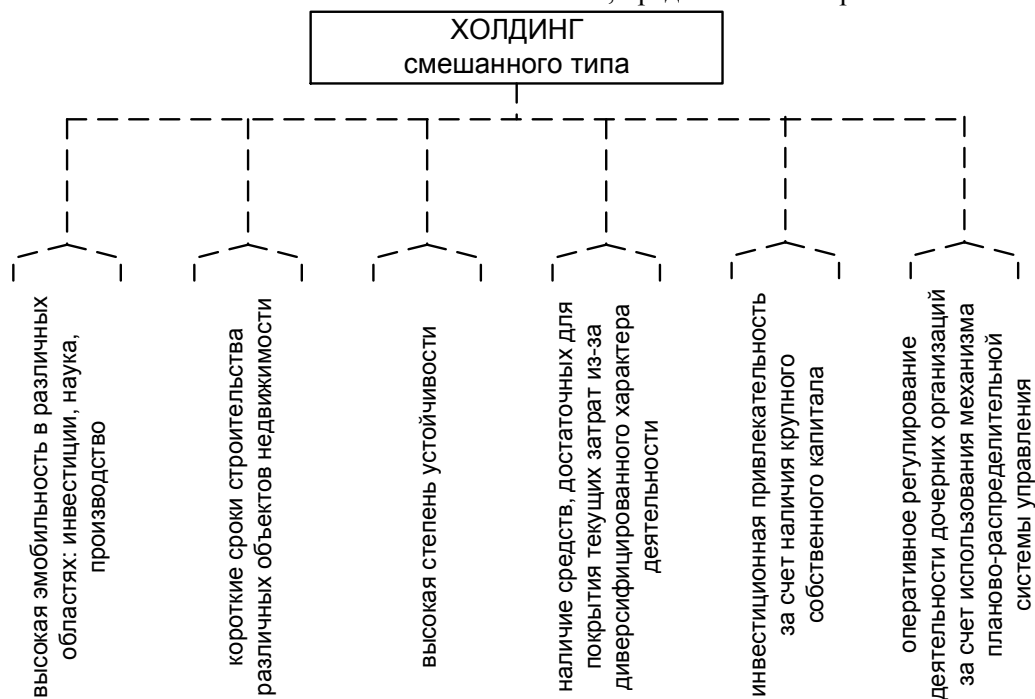 ХОЛДИНГ
смешанного типа
высокая эмобильность в различных
областях: инвестиции, наука,
производство
короткие сроки строительства
различных объектов недвижимости
высокая степень устойчивости
наличие средств, достаточных для
покрытия текущих затрат из-за
диверсифицированного характера
деятельности
инвестиционная привлекательность
за счет наличия крупного
собственного капитала
оперативное регулирование
деятельности дочерних организаций
за счет использования механизма
планово-распределительной
системы управления